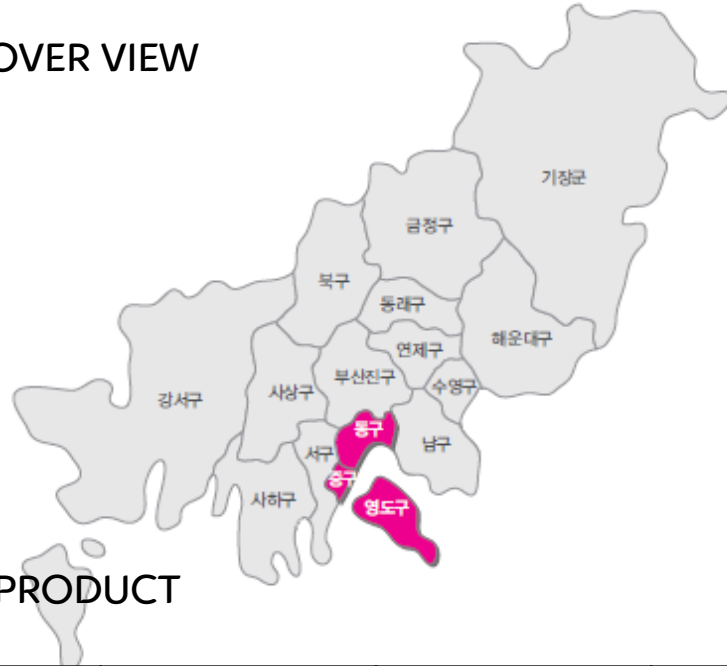 OVER VIEW
기장군
금정구
북구
동래구
해운대구
연제구
부산진구
수영구
사상구
강서구
동구
남구
서구
중구
사하구
영도구
PRODUCT